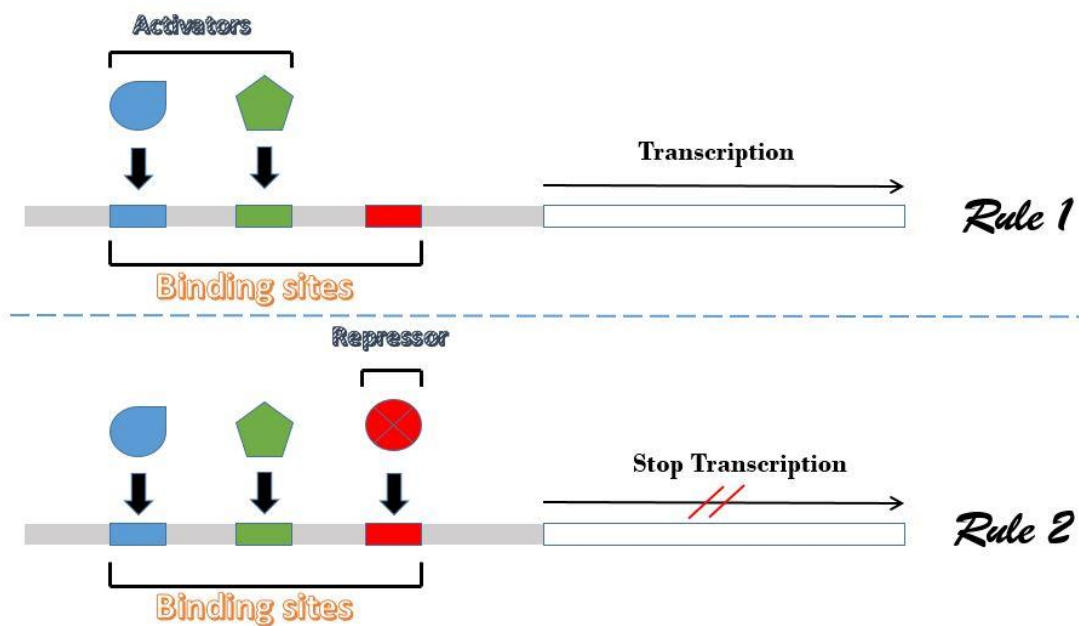 Activators
Transcription
Rule 1
Binding sites
Repressor
Stop Transcription
Rule 2
Binding sites